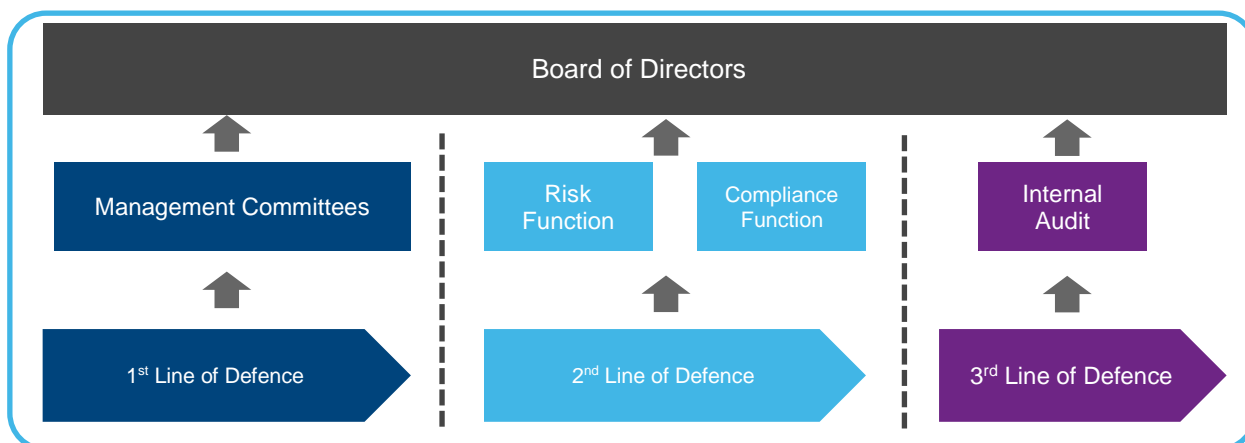 Board of Directors
Management Committees
Risk
Function
Compliance
Function
Internal
Audit
1st Line of Defence
2nd Line of Defence
3rd Line of Defence